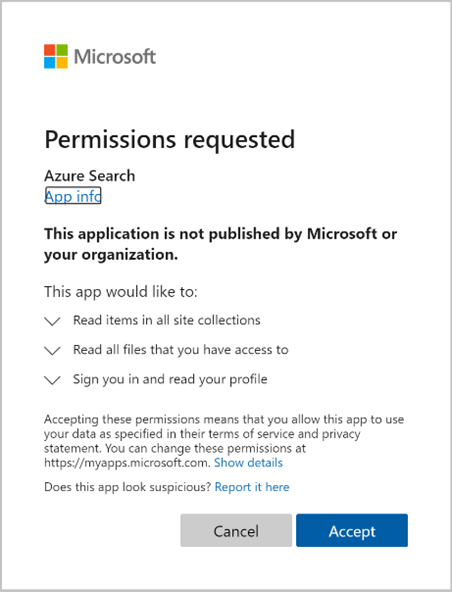 Microsoft
Permissions requested
Azure Search
App info
This application is not published by Microsoft or
your organization.
This app would like to:
Read items in all site collections
Read all files that you have access to
Sign you in and read your profile
Accepting these permissions means that you allow this app to use
your data as specified in their terms of service and privacy
statement. You can change these permissions at
https://myapps.microsoft.com. Show details
Does this app look suspicious? Report it here
Cancel Accept